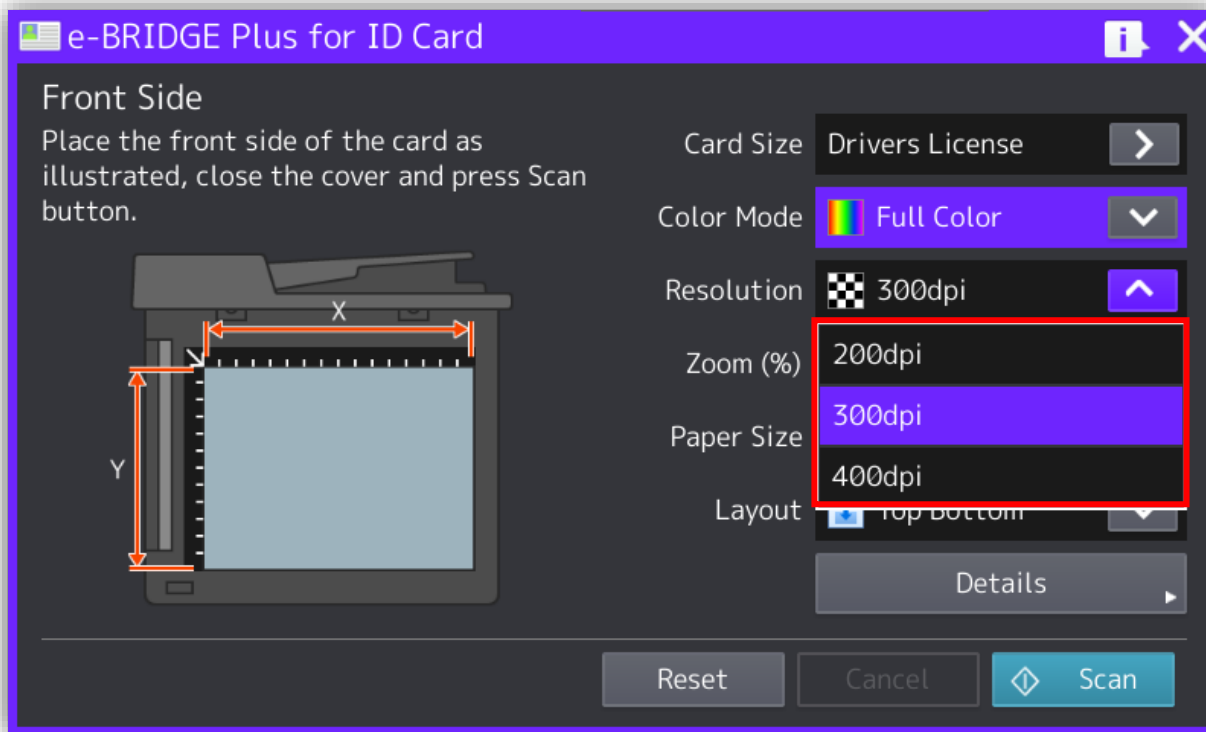 e-BRIDGE Plus for ID Card
i
Front Side
Place the front side of the card as
illustrated, close the cover and press Scan
button.
X
Y
Card Size
Drivers License
Color Mode
Full Color
Resolution
300dpi
200dpi
300dpi
400dpi
Zoom (%)
Paper Size
Layout
Top Bottom
Details
Reset
Cancel
Scan